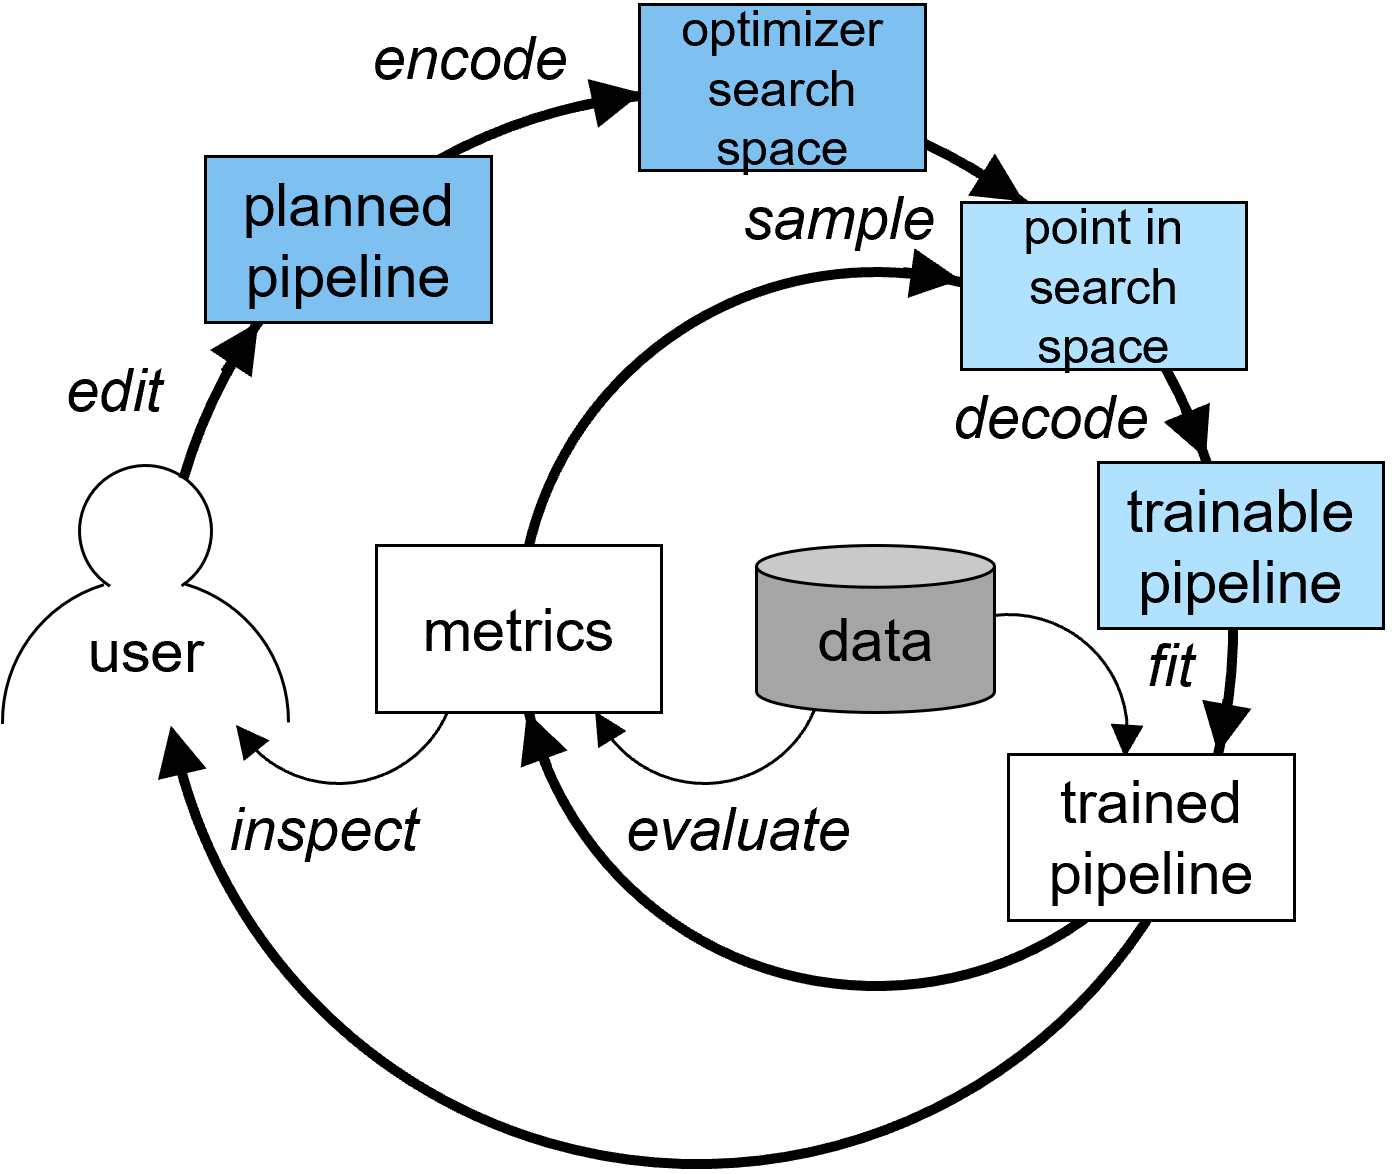 encode
optimizer
search
space
planned
pipeline
sample
point in
search
space
edit
decode
trainable
pipeline
user
metrics
data
fit
inspect
evaluate
trained
pipeline